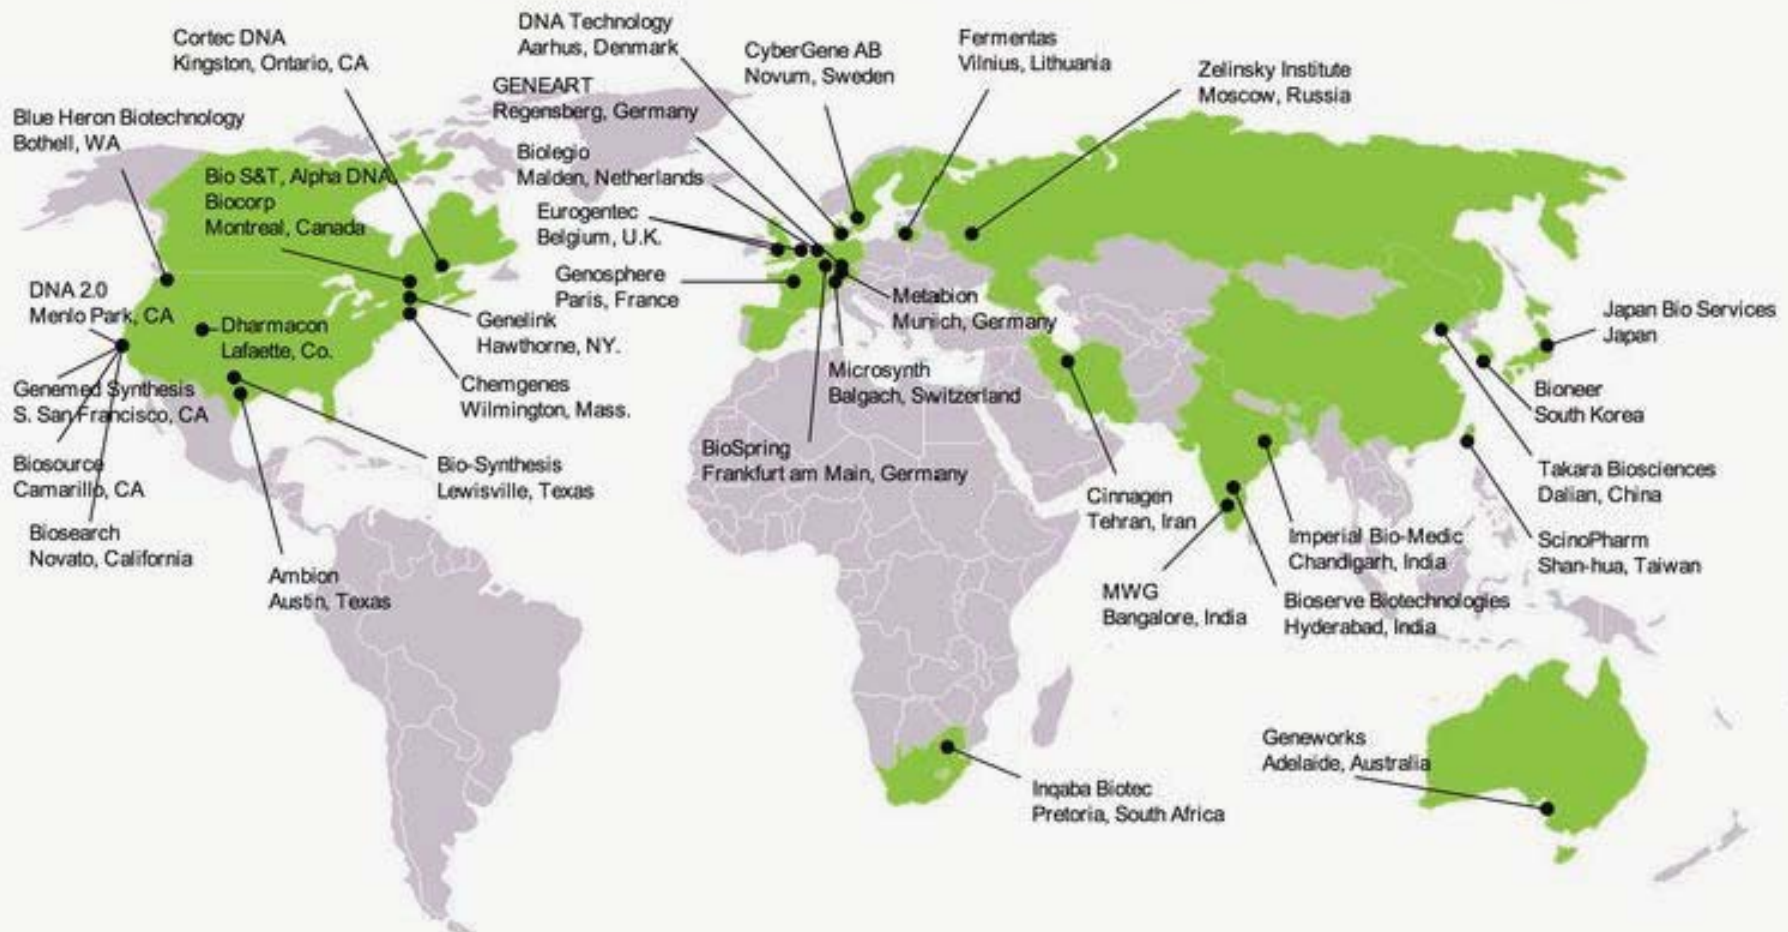 Cortec DNA
Kingston, Ontario, CA
DNA Technology
Aarhus, Denmark
CyberGene AB
Novum, Sweden
Fermentas
Vilnius, Lithuania
Zelinsky Institute
Moscow, Russia
GENEART
Regensberg, Germany
Blue Heron Biotechnology
Bothell, WA
Bio S&T, Alpha DNA,
Biocorp
Montreal, Canada
Biolegio
Malden, Netherlands
Eurogentec
Belgium, U.K.
Genosphere
Paris, France
DNA 2.0
Menlo Park, CA
Dharmacon
Lafaette, Co.
Genelink
Hawthorne, NY.
Metabion
Munich, Germany
Japan Bio Services
Japan
Genemed Synthesis
S. San Francisco, CA
Chemgenes
Wilmington, Mass.
Microsynth
Balgach, Switzerland
Bioneer
South Korea
Biosource
Camarillo, CA
Bio-Synthesis
Lewisville, Texas
BioSpring
Frankfurt am Main, Germany
Cinnagen
Tehran, Iran
Takara Biosciences
Dalian, China
Biosearch
Novato, California
Ambion
Austin, Texas
Imperial Bio-Medic
Chandigarh, India
ScinoPharm
Shan-hua, Taiwan
MWG
Bangalore, India
Bioserve Biotechnologies
Hyderabad, India
Inqaba Biotec
Pretoria, South Africa
Geneworks
Adelaide, Australia